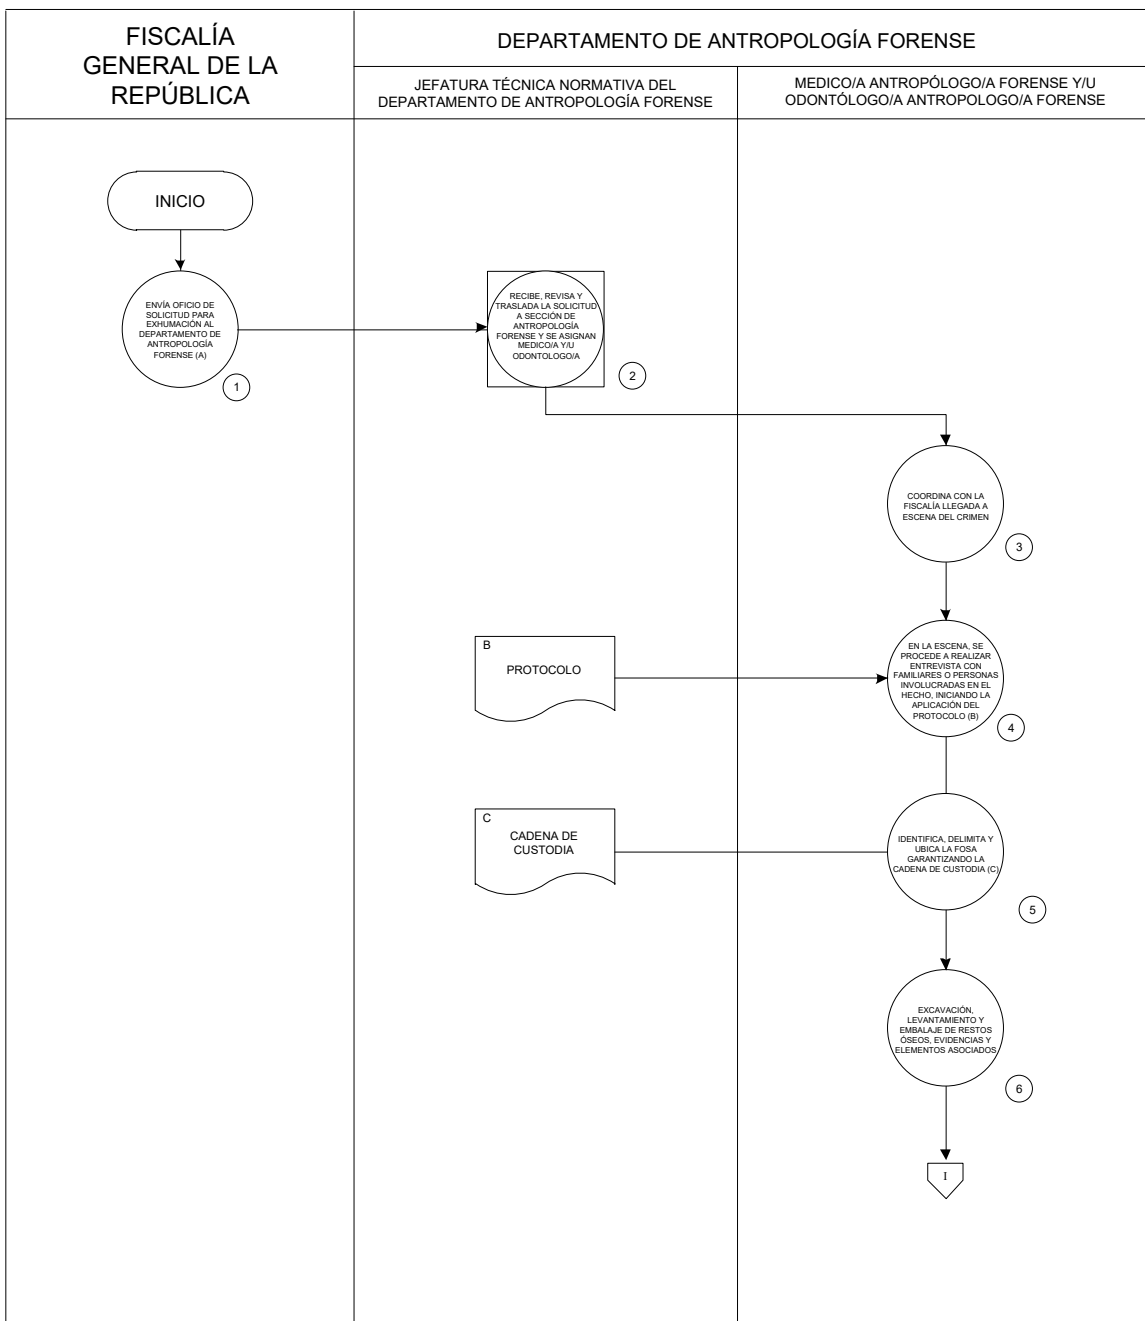 FISCALÍA
GENERAL DE LA
REPÚBLICA
DEPARTAMENTO DE ANTROPOLOGÍA FORENSE
JEFATURA TÉCNICA NORMATIVA DEL
DEPARTAMENTO DE ANTROPOLOGÍA FORENSE
MEDICO/A ANTROPÓLOGO/A FORENSE Y/U
ODONTÓLOGO/A ANTROPOLOGO/A FORENSE
INICIO
ENVÍA OFICIO DE
SOLICITUD PARA
EXHUMACIÓN AL
DEPARTAMENTO DE
ANTROPOLOGÍA
FORENSE (A)
1
RECIBE, REVISA Y
TRASLADA LA SOLICITUD
A SECCIÓN DE
ANTROPOLOGÍA
FORENSE Y SE ASIGNAN
MEDICO/A Y/U
ODONTOLOGO/A
2
COORDINA CON LA
FISCALÍA LLEGADA A
ESCENA DEL CRIMEN
3
B
PROTOCOLO
EN LA ESCENA, SE
PROCEDE A REALIZAR
ENTREVISTA CON
FAMILIARES O PERSONAS
INVOLUCRADAS EN EL
HECHO, INICIANDO LA
APLICACIÓN DEL
PROTOCOLO (B)
4
C
CADENA DE
CUSTODIA
IDENTIFICA, DELIMITA Y
UBICA LA FOSA
GARANTIZANDO LA
CADENA DE CUSTODIA (C)
5
EXCAVACIÓN,
LEVANTAMIENTO Y
EMBALAJE DE RESTOS
ÓSEOS, EVIDENCIAS Y
ELEMENTOS ASOCIADOS
6
I